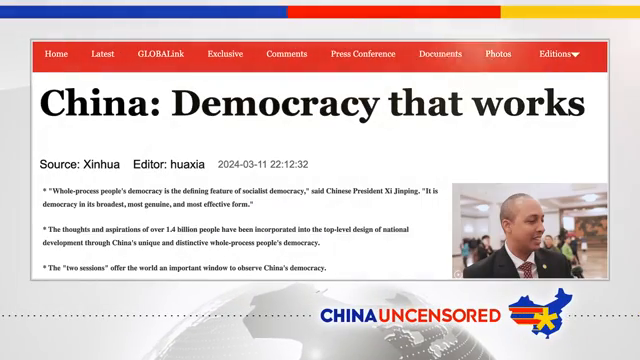 Home Latest GLOBALink Exclusive Comments Press Conference Documents Photos Editions
China: Democracy that works
Source: Xinhua Editor: huaxia 2024-03-11 22:12:32
* "Whole-process people's democracy is the defining feature of socialist democracy," said Chinese President Xi Jinping. "It is
democracy in its broadest, most genuine, and most effective form."
* The thoughts and aspirations of over 1.4 billion people have been incorporated into the top-level design of national
development through China's unique and distinctive whole-process people's democracy.
* The "two sessions" offer the world an important window to observe China's democracy.
CHINA UNCENSORED